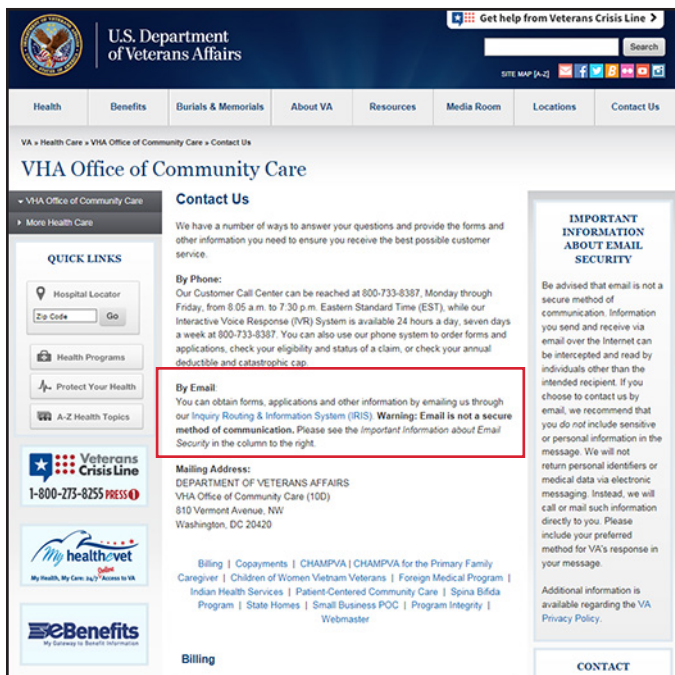 U.S. Department
of Veterans Affairs
Get help from Veterans Crisis Line
Search
SITE MAP [A-Z]
Health
Benefits
Burials & Memorials
About VA
Resources
Media Room
Locations
Contact Us
VA » Health Care » VHA Office of Community Care » Contact Us
VHA Office of Community Care
VHA Office of Community Care
More Health Care
QUICK LINKS
Hospital Locator
Zip Code
Go
Health Programs
Protect Your Health
A-Z Health Topics
Veterans
Crisis Line
1-800-273-8255 PRESS 1
My healthevet
My Health, My Care: 24/7 Online Access to VA
eBenefits
My Gateway to Benefit Information
Contact Us
We have a number of ways to answer your questions and provide the forms and
other information you need to ensure you receive the best possible customer
service.
By Phone:
Our Customer Call Center can be reached at 800-733-8387, Monday through
Friday, from 8:05 a.m. to 7:30 p.m. Eastern Standard Time (EST), while our
Interactive Voice Response (IVR) System is available 24 hours a day, seven days
a week at 800-733-8387. You can also use our phone system to order forms and
applications, check your eligibility and status of a claim, or check your annual
deductible and catastrophic cap.
By Email:
You can obtain forms, applications and other information by emailing us through
our Inquiry Routing & Information System (IRIS). Warning: Email is not a secure
method of communication. Please see the Important Information about Email
Security in the column to the right.
Mailing Address:
DEPARTMENT OF VETERANS AFFAIRS
VHA Office of Community Care (10D)
810 Vermont Avenue, NW
Washington, DC 20420
Billing | Copayments | CHAMPVA | CHAMPVA for the Primary Family
Caregiver | Children of Women Vietnam Veterans | Foreign Medical Program |
Indian Health Services | Patient-Centered Community Care | Spina Bifida
Program | State Homes | Small Business POC | Program Integrity |
Webmaster
Billing
IMPORTANT
INFORMATION
ABOUT EMAIL
SECURITY
Be advised that email is not a
secure method of
communication. Information
you send and receive via
email over the Internet can
be intercepted and read by
individuals other than the
intended recipient. If you
choose to contact us by
email, we recommend that
you do not include sensitive
or personal information in the
message. We will not
return personal identifiers or
medical data via electronic
messaging. Instead, we will
call or mail such information
directly to you. Please
include your preferred
method for VA's response in
your message.
Additional information is
available regarding the VA
Privacy Policy.
CONTACT